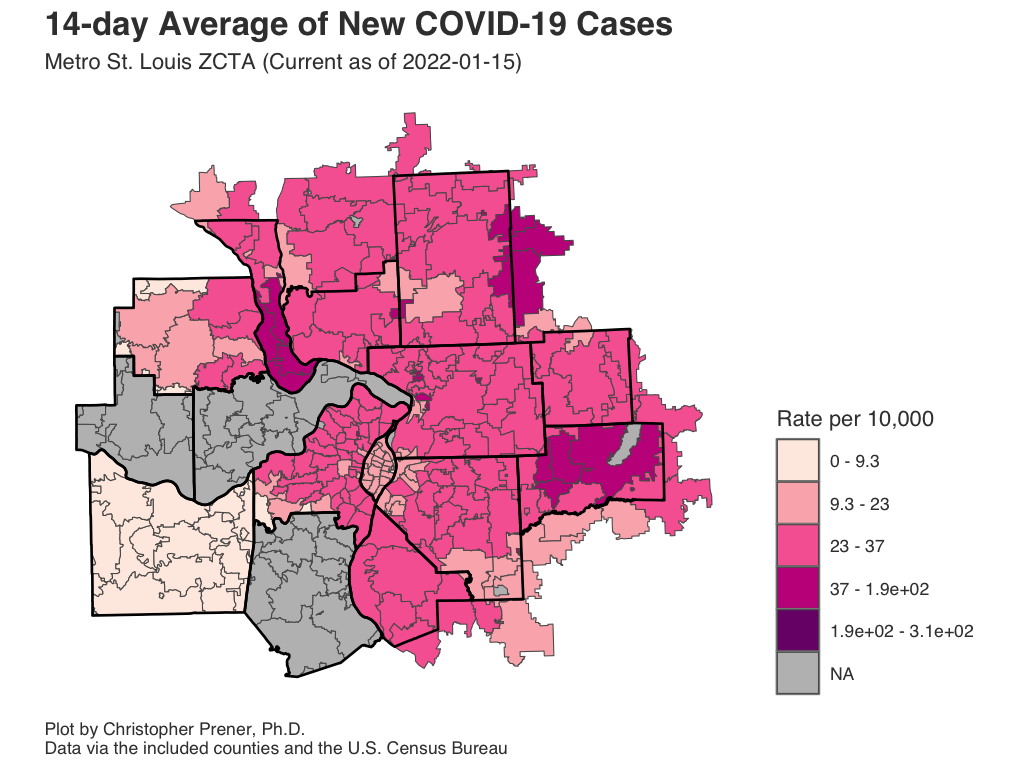 14-day Average of New COVID-19 Cases
Metro St. Louis ZCTA (Current as of 2022-01-15)
Rate per 10,000
0 - 9.3
9.3 - 23
23 - 37
37 - 1.9e+02
1.9e+02 - 3.1e+02
NA
Plot by Christopher Prener, Ph.D.
Data via the included counties and the U.S. Census Bureau